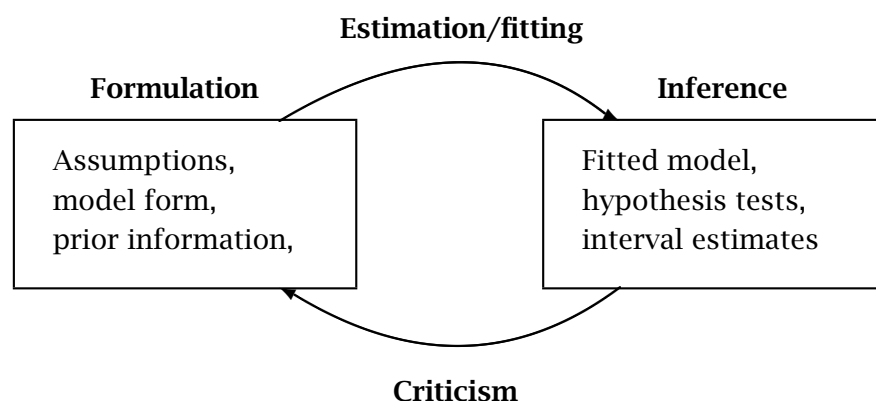 Estimation/fitting
Formulation
Inference
Assumptions,
model form,
prior information,
Fitted model,
hypothesis tests,
interval estimates
Criticism